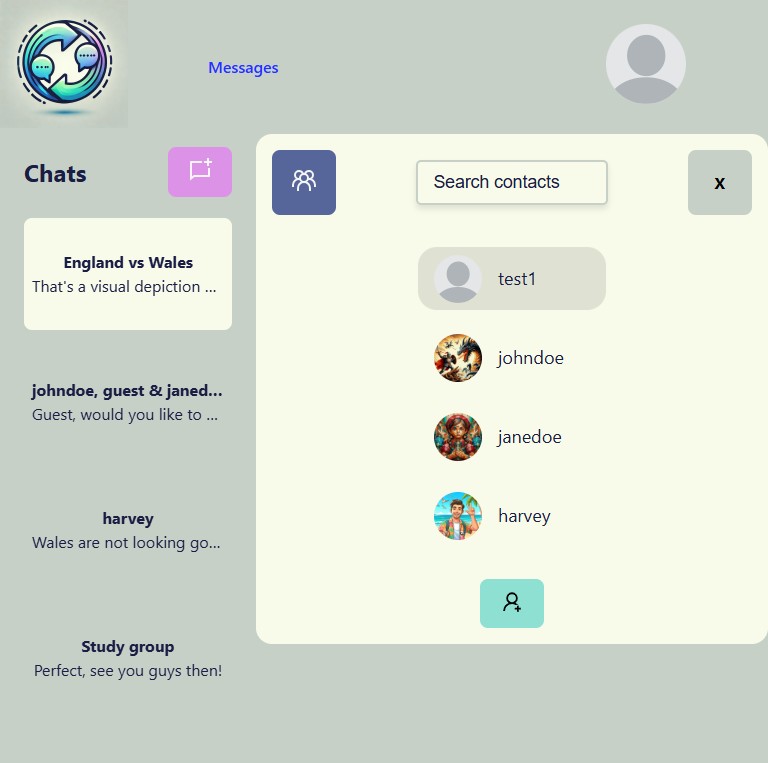 Messages
Chats
England vs Wales
That's a visual depiction ...
johndoe, guest & janed...
Guest, would you like to ...
harvey
Wales are not looking go...
Study group
Perfect, see you guys then!
Search contacts
x
test1
johndoe
janedoe
harvey